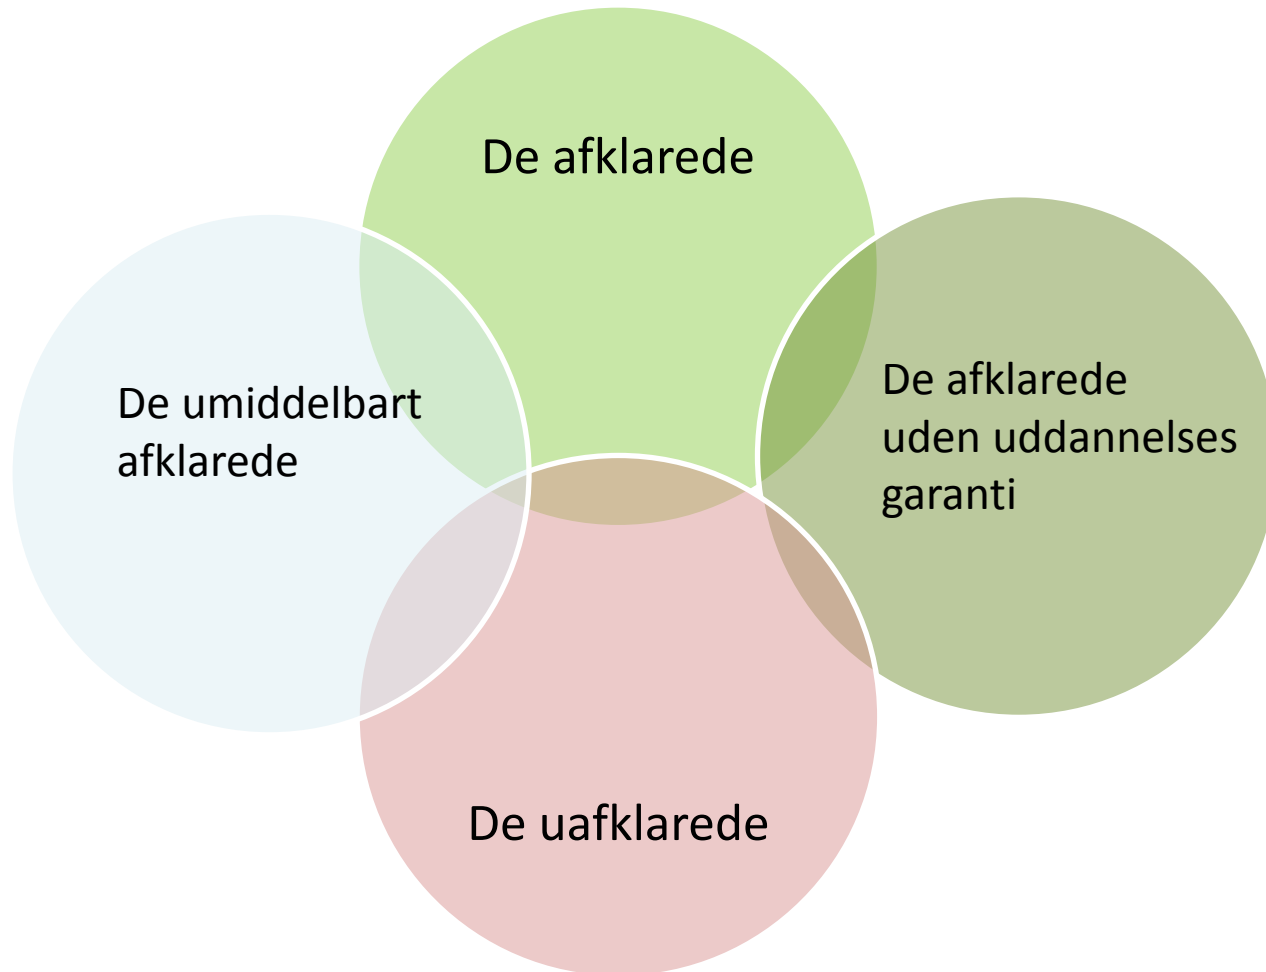 De afklarede
De umiddelbart
afklarede
De afklarede
uden uddannelses
garanti
De uafklarede